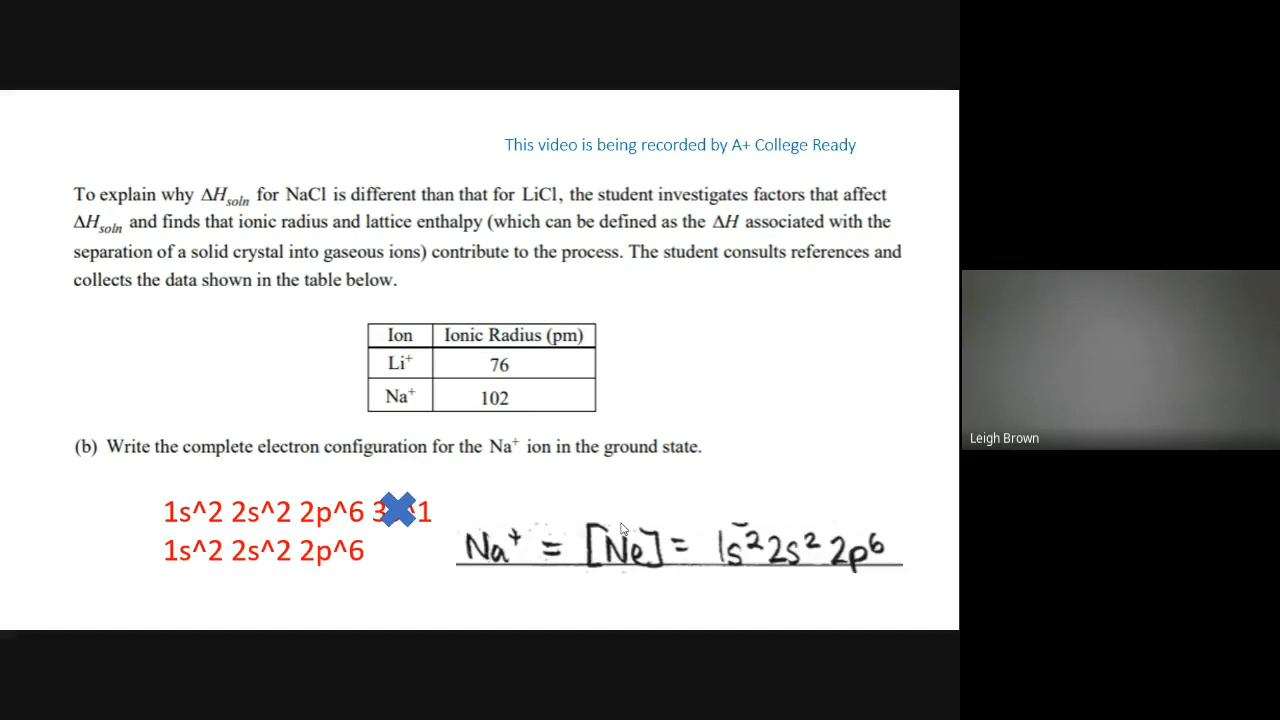 This video is being recorded by A+ College Ready
To explain why ΔH_soln for NaCl is different than that for LiCl, the student investigates factors that affect
ΔH_soln and finds that ionic radius and lattice enthalpy (which can be defined as the ΔH associated with the
separation of a solid crystal into gaseous ions) contribute to the process. The student consults references and
collects the data shown in the table below.
Ion Ionic Radius (pm)
Li⁺ 76
Na⁺ 102
(b) Write the complete electron configuration for the Na⁺ ion in the ground state.
1s^2 2s^2 2p^6 3 ^1
1s^2 2s^2 2p^6
Na⁺ = [Ne] = 1s² 2s² 2p⁶
Leigh Brown